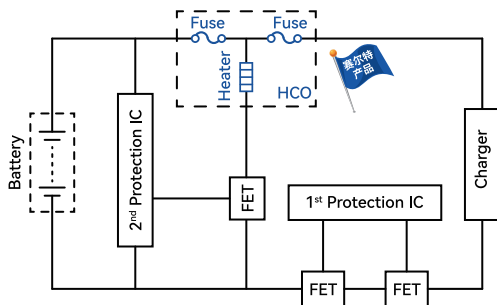 Fuse
Fuse
Heater
HCO
赛尔特
产品
Battery
2nd Protection IC
FET
1st Protection IC
Charger
FET
FET